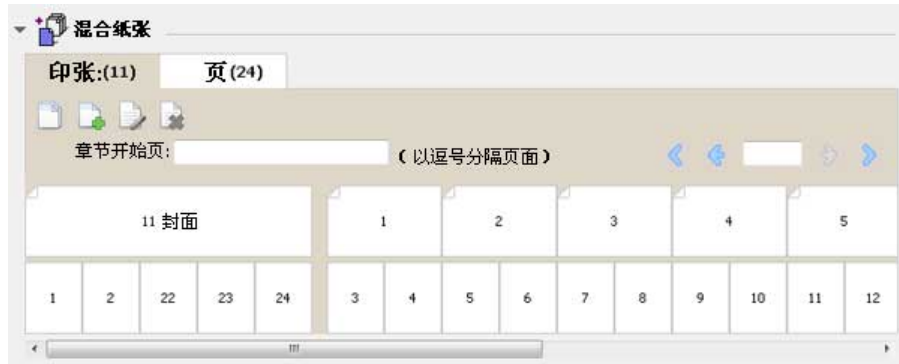 混合纸张
印张:(11) 页(24)
章节开始页: (以逗号分隔页面)
11 封面 1 2 3 4 5
1 2 22 23 24 3 4 5 6 7 8 9 10 11 12